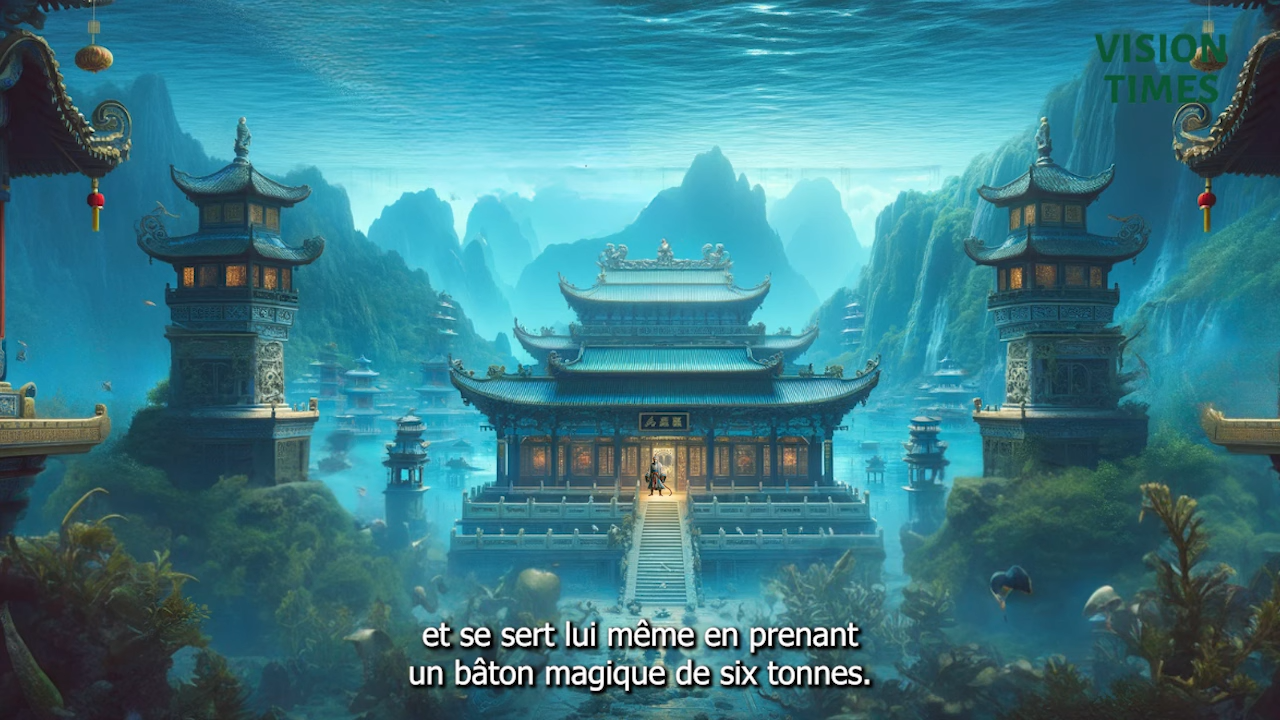 VISION
TIMES
et se sert lui même en prenant
un bâton magique de six tonnes.